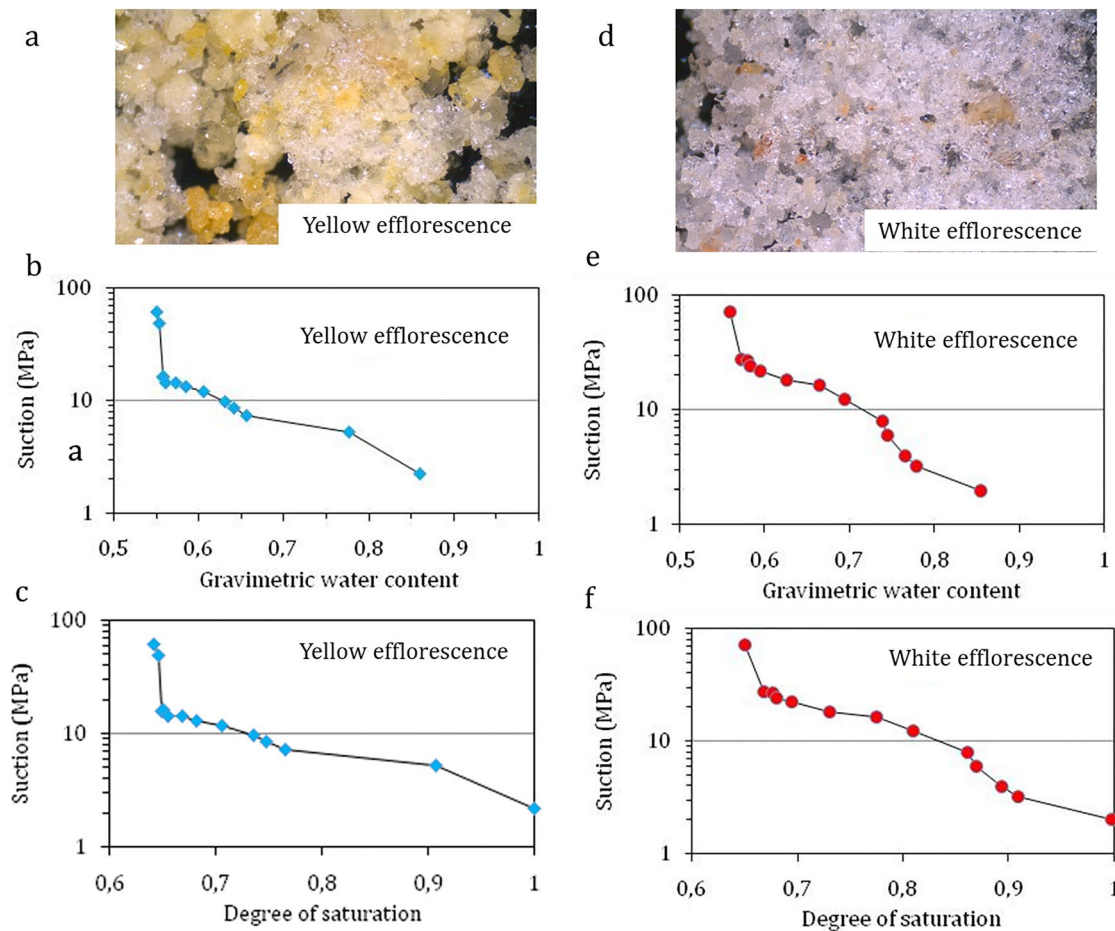 a
Yellow efflorescence
d
White efflorescence
b
100
10
1
Suction (MPa)
a
Yellow efflorescence
0,5 0,6 0,7 0,8 0,9 1
Gravimetric water content
e
100
10
1
Suction (MPa)
White efflorescence
0,5 0,6 0,7 0,8 0,9 1
Gravimetric water content
c
100
10
1
Suction (MPa)
Yellow efflorescence
0,6 0,7 0,8 0,9 1
Degree of saturation
f
100
10
1
Suction (MPa)
White efflorescence
0,6 0,7 0,8 0,9 1
Degree of saturation